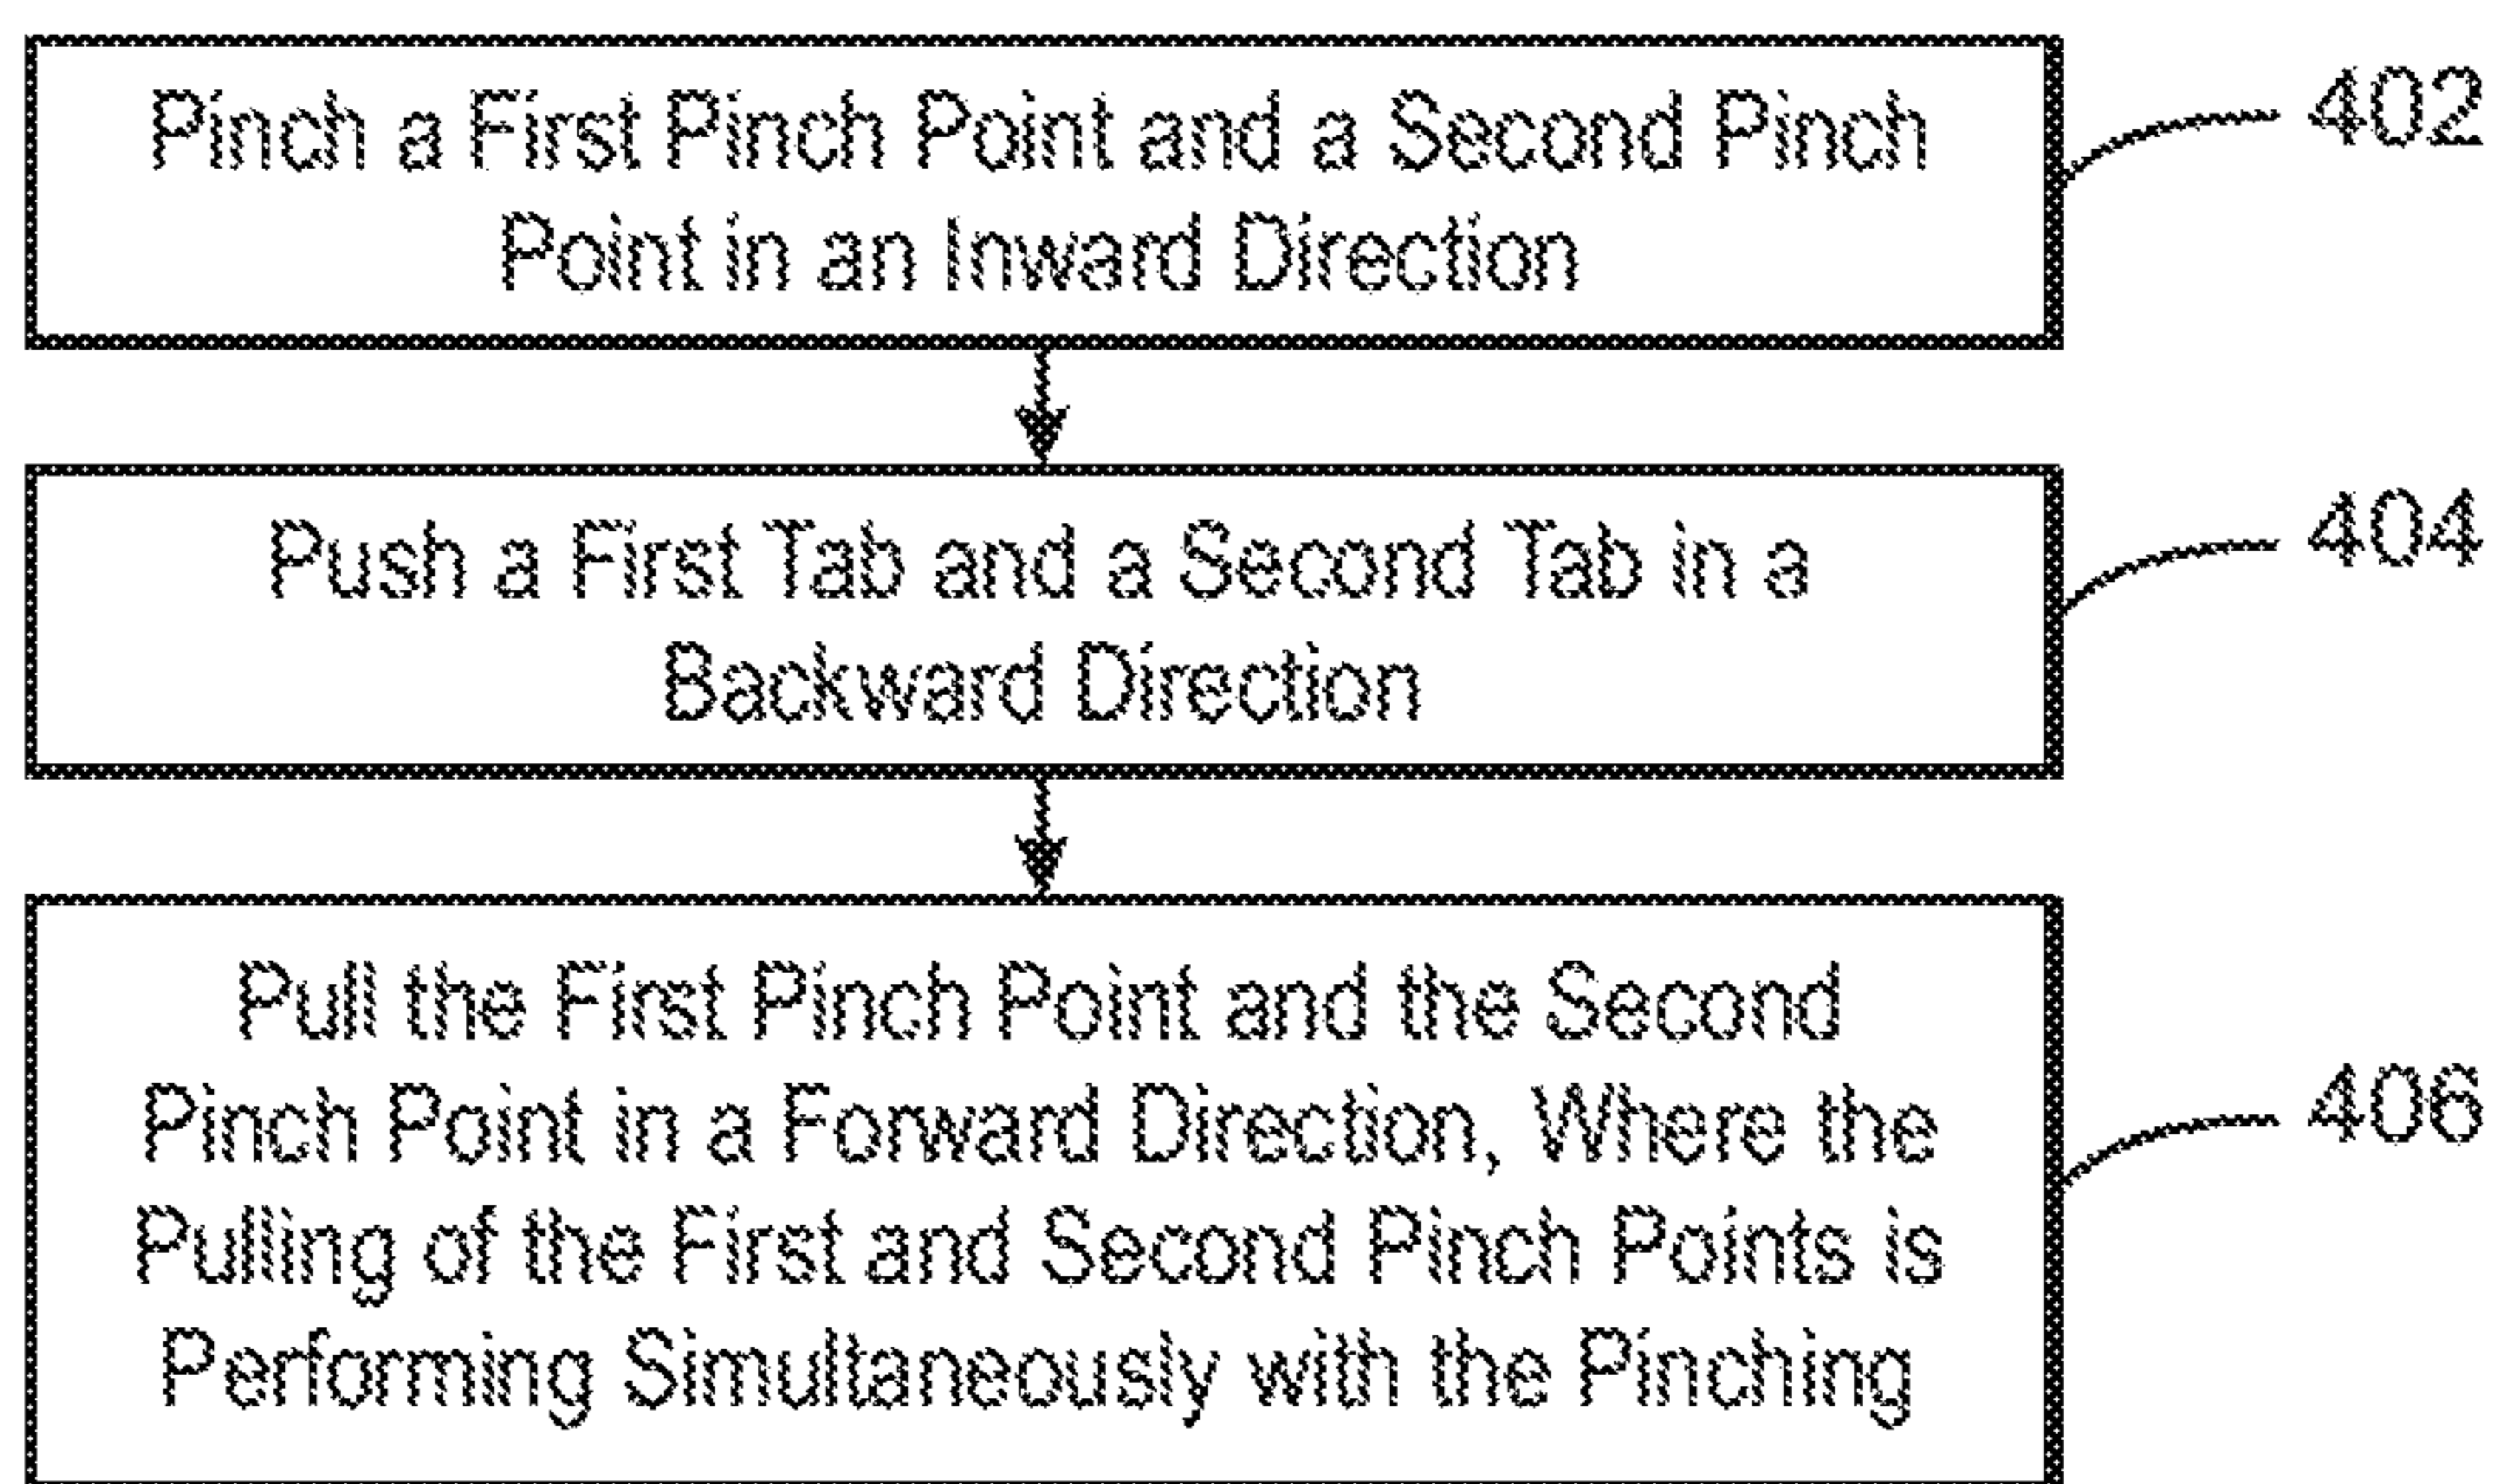 Pinch a First Pinch Point and a Second Pinch
Point in an Inward Direction
402
Push a First Tab and a Second Tab in a
Backward Direction
404
Pull the First Pinch Point and the Second
Pinch Point in a Forward Direction, Where the
Pulling of the First and Second Pinch Points is
Performing Simultaneously with the Pinching
406